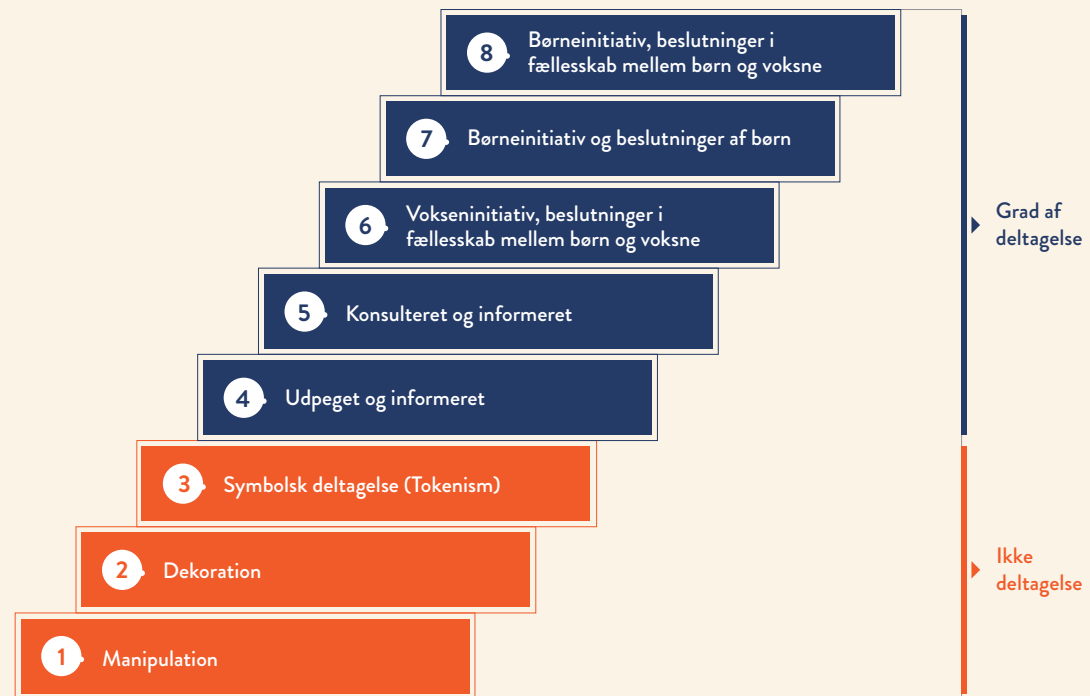 8
Børneinitiativ, beslutninger i
fællesskab mellem børn og voksne
7
Børneinitiativ og beslutninger af børn
6
Vokseninitiativ, beslutninger i
fællesskab mellem børn og voksne
5
Konsulteret og informeret
4
Udpeget og informeret
3
Symbolsk deltagelse (Tokenism)
2
Dekoration
1
Manipulation
Grad af
deltagelse
Ikke
deltagelse